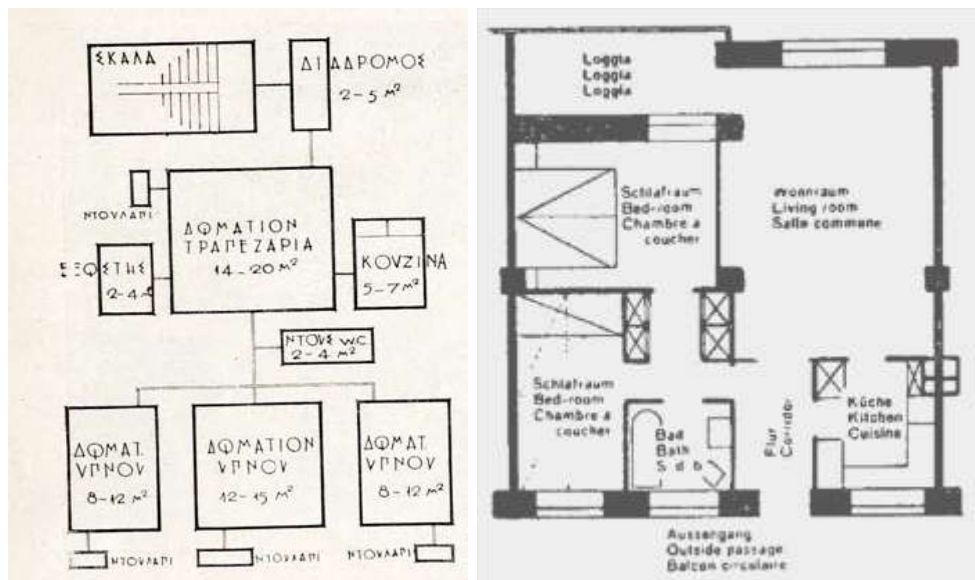 ΣΚΑΛΑ
ΔΙΑΔΡΟΜΟΣ
2-5 M²
ΝΤΟΥΛΑΠΙ
ΔΩΜΑΤΙΟΝ
ΤΡΑΠΕΖΑΡΙΑ
14-20 M²
ΕΞΩΣΤΗΣ
2-4
ΚΟΥΖΙΝΑ
5-7 M²
ΝΤΟΥΣ W.C.
2-4 M²
ΔΩΜΑΤ.
ΥΠΝΟΥ
8-12 M²
ΔΩΜΑΤΙΟΝ
ΥΠΝΟΥ
12-15 M²
ΔΩΜΑΤ.
ΥΠΝΟΥ
8-12 M²
ΝΤΟΥΛΑΠΙ
ΝΤΟΥΛΑΠΙ
ΝΤΟΥΛΑΠΙ
Loggia
Loggia
Loggia
Schlafraum
Bed-room
Chambre a
coucher
Wohnraum
Living room
Salle commune
Schlafraum
Bed-room
Chambre a
coucher
Bad
Bath
S d b
Flur
Corridor
Küche
Kitchen
Cuisine
Aussengang
Outside passage
Balcon circulaire